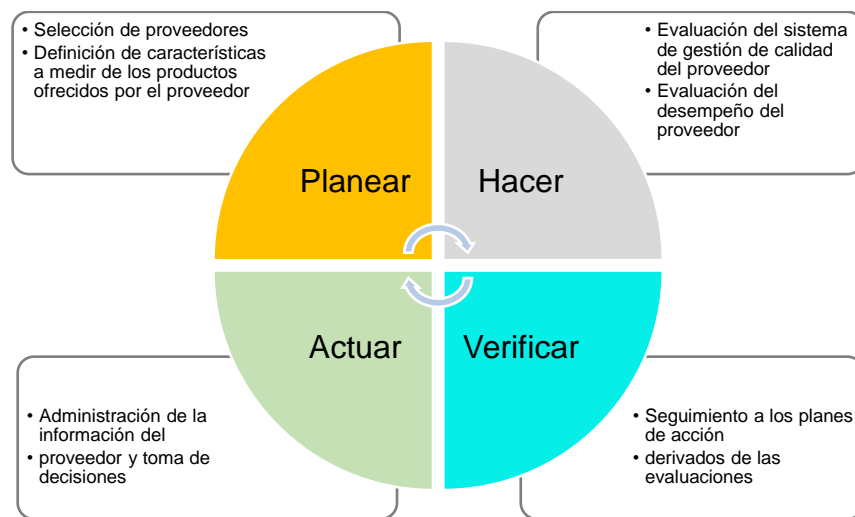 • Selección de proveedores
• Definición de características
a medir de los productos
ofrecidos por el proveedor
• Evaluación del sistema
de gestión de calidad
del proveedor
• Evaluación del
desempeño del
proveedor
Planear
Hacer
Actuar
Verificar
• Administración de la
información del
• proveedor y toma de
decisiones
• Seguimiento a los planes
de acción
• derivados de las
evaluaciones